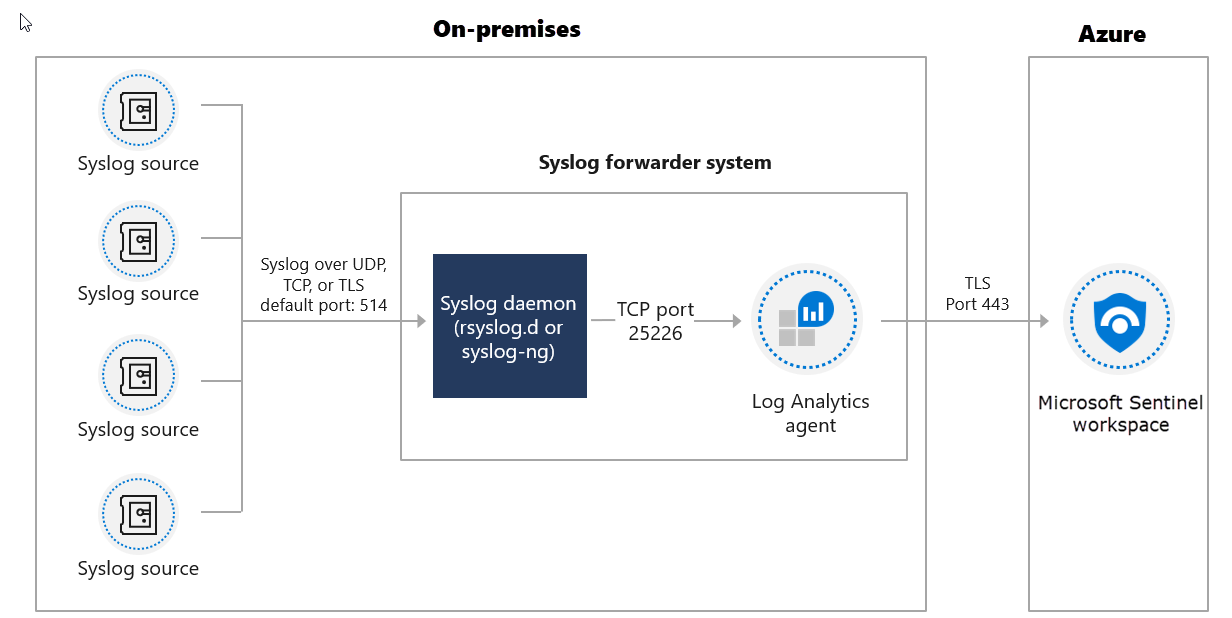 On-premises
Azure
Syslog source
Syslog forwarder system
Syslog source
Syslog over UDP,
TCP, or TLS
default port: 514
Syslog daemon
(rsyslog.d or
syslog-ng)
TCP port
25226
TLS
Port 443
Log Analytics
agent
Microsoft Sentinel
workspace
Syslog source
Syslog source